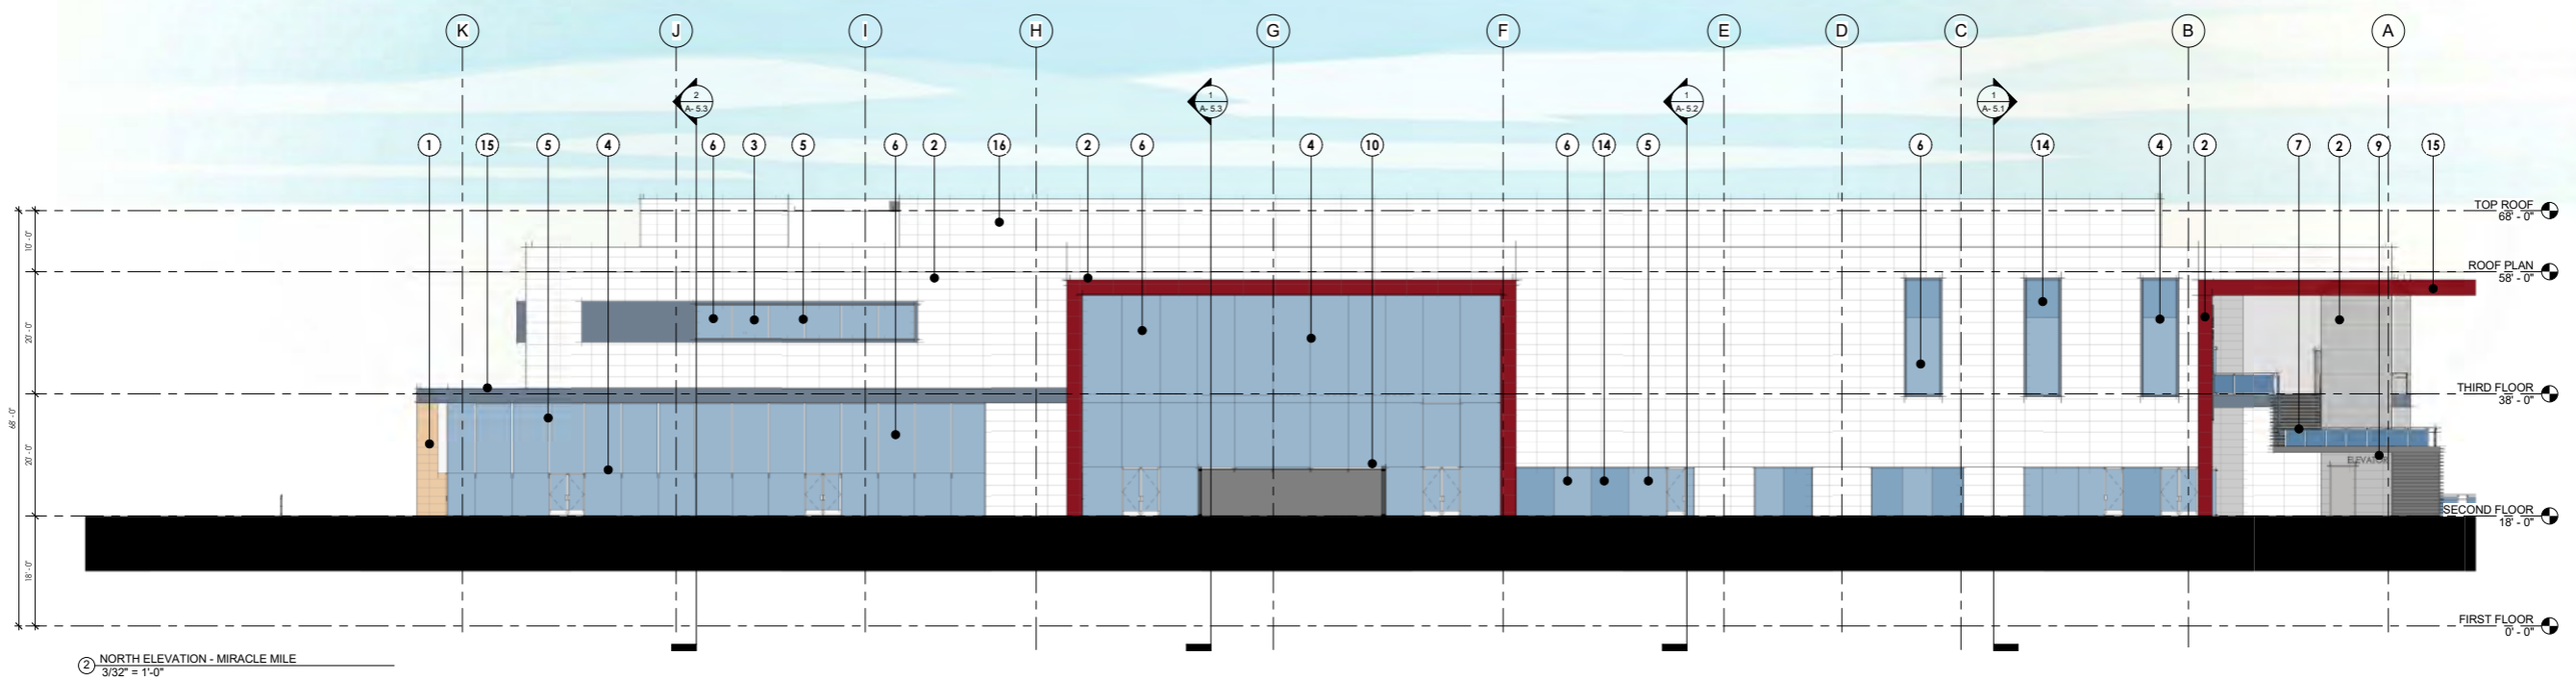 K J I H G F E D C B A
2
A- 5.3
1
A- 5.3
1
A- 5.2
1
A- 5.1
1 15 5 4 6 3 5 6 2 16 2 6 4 10 6 14 5 6 14 4 2 7 2 9 15
TOP ROOF
68' - 0"
10' - 0"
ROOF PLAN
58' - 0"
20' - 0"
THIRD FLOOR
38' - 0"
68' - 0"
20' - 0"
ELEVATOR
SECOND FLOOR
18' - 0"
18' - 0"
FIRST FLOOR
0' - 0"
2 NORTH ELEVATION - MIRACLE MILE
3/32" = 1'-0"